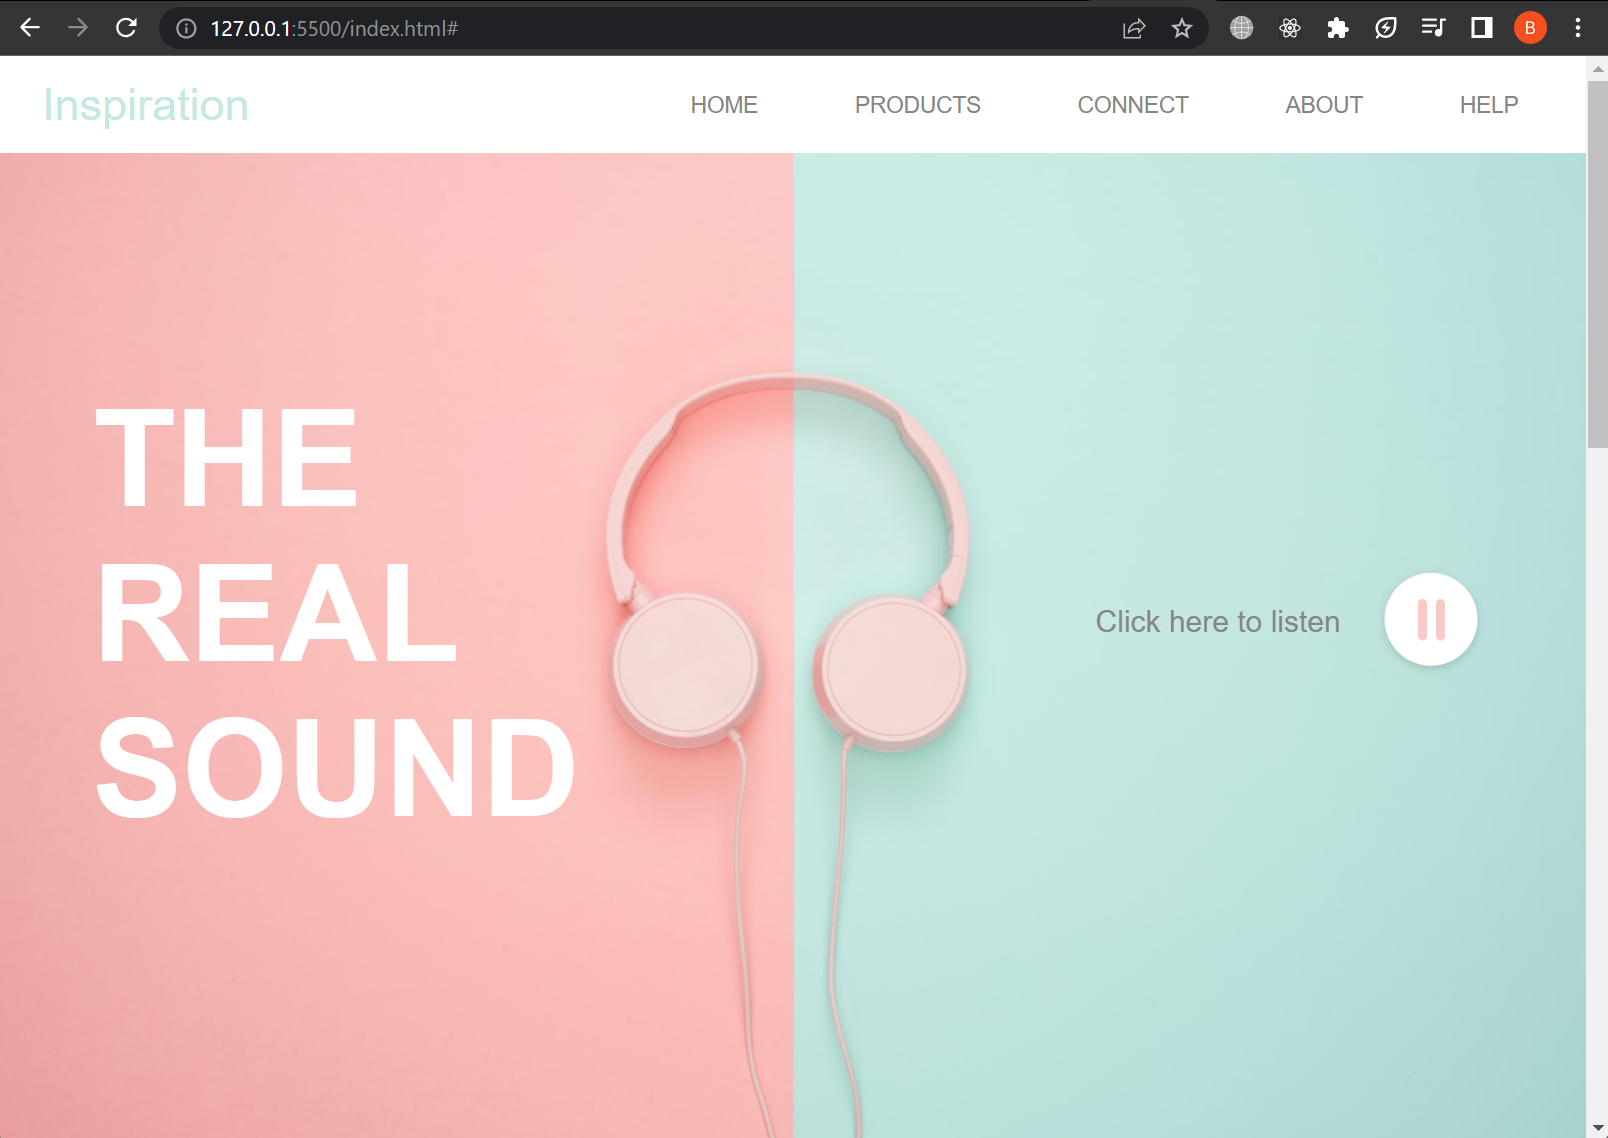 127.0.0.1:5500/index.html#
B
Inspiration
HOME PRODUCTS CONNECT ABOUT HELP
THE
REAL
SOUND
Click here to listen